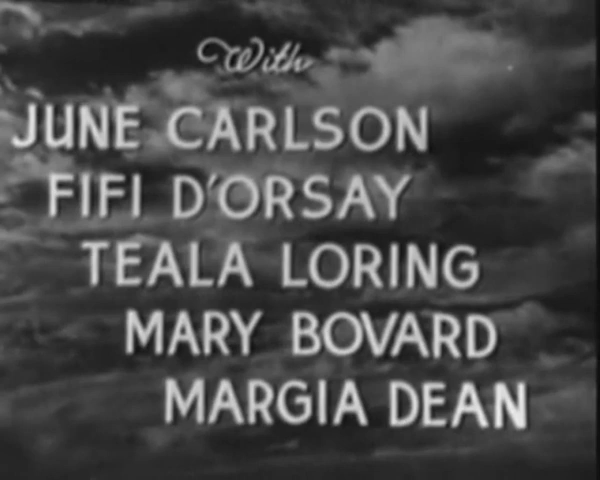 With
JUNE CARLSON
FIFI D'ORSAY
TEALA LORING
MARY BOVARD
MARGIA DEAN